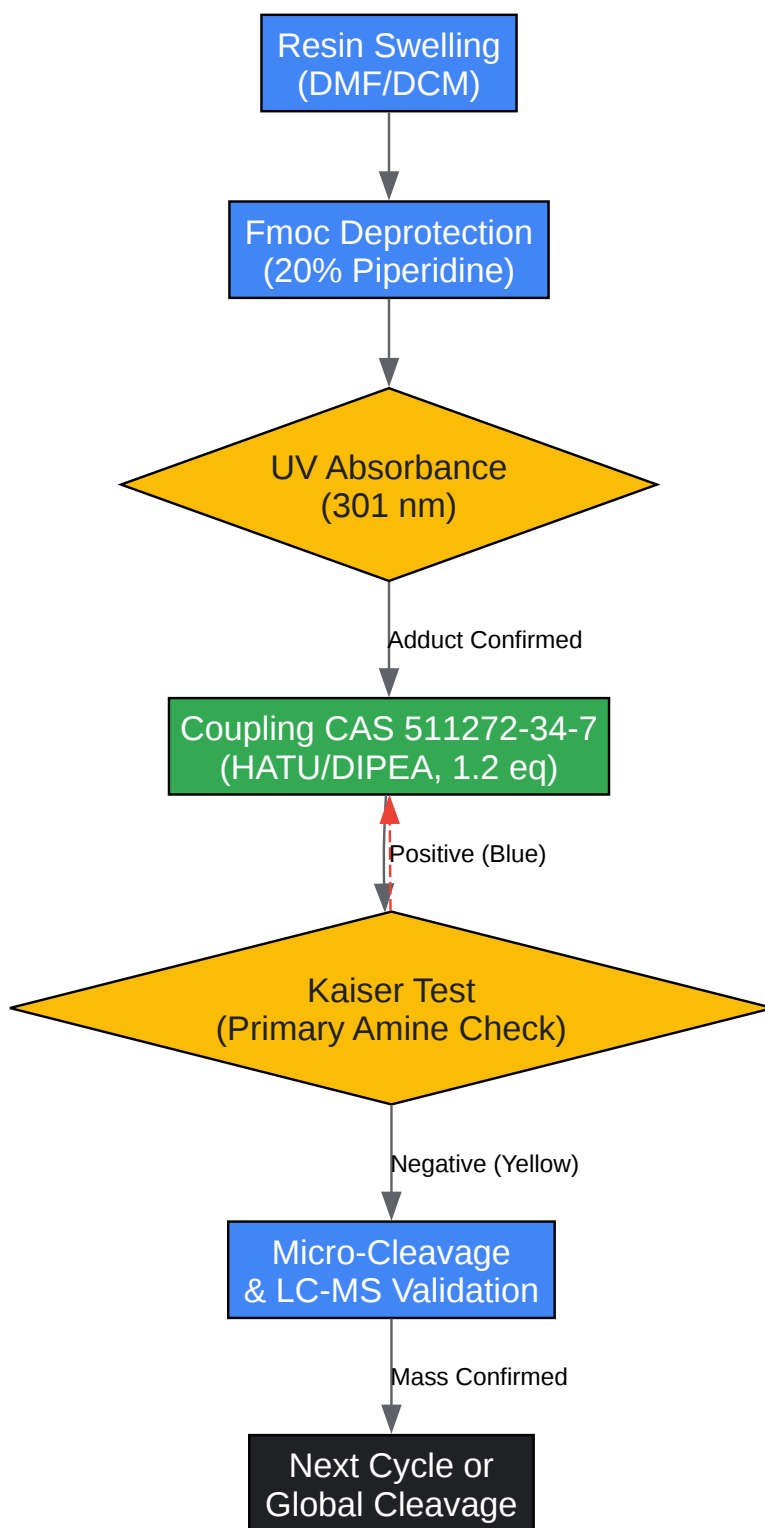 Resin Swelling
(DMF/DCM)
Fmoc Deprotection
(20% Piperidine)
UV Absorbance
(301 nm)
Adduct Confirmed
Coupling CAS 511272-34-7
(HATU/DIPEA, 1.2 eq)
Positive (Blue)
Kaiser Test
(Primary Amine Check)
Negative (Yellow)
Micro-Cleavage
& LC-MS Validation
Mass Confirmed
Next Cycle or
Global Cleavage